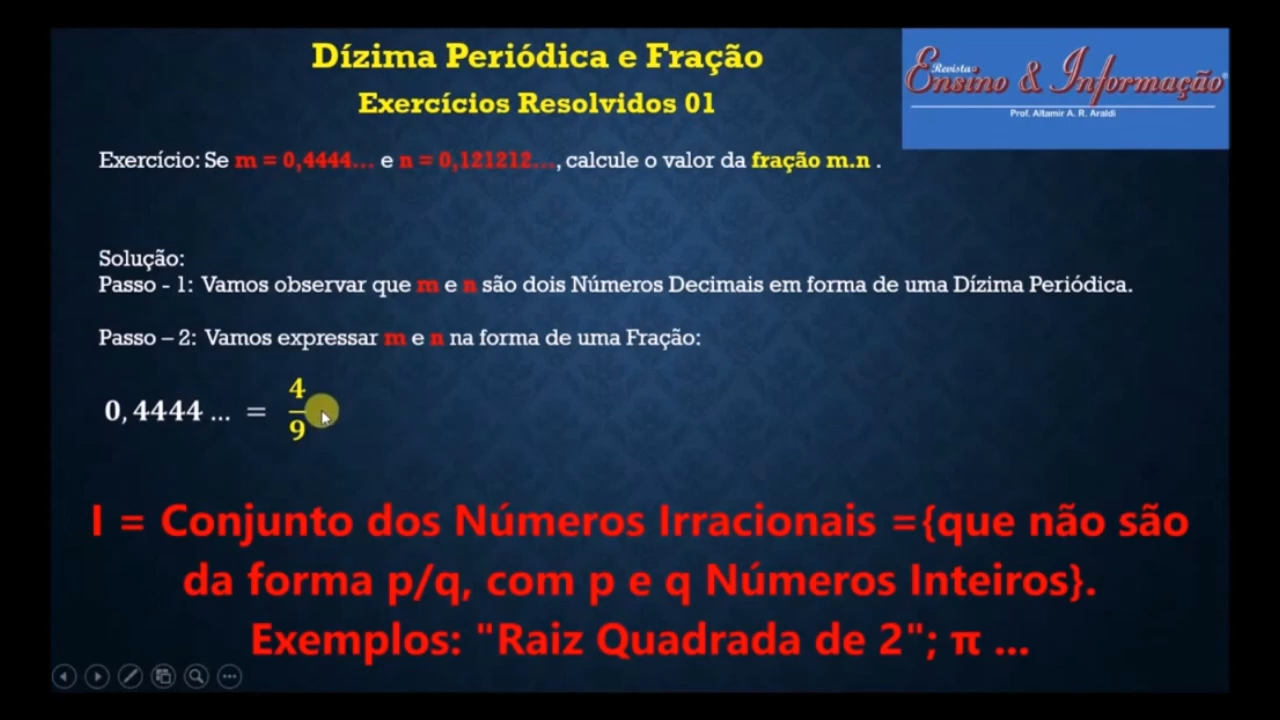 Dízima Periódica e Fração
Exercícios Resolvidos 01
Revista
Ensino & Informação
Prof. Altamir A. R. Araldi
Exercício: Se m = 0,4444... e n = 0,121212..., calcule o valor da fração m.n .
Solução:
Passo - 1: Vamos observar que m e n são dois Números Decimais em forma de uma Dízima Periódica.
Passo – 2: Vamos expressar m e n na forma de uma Fração:
0,4444 ... = 4/9
I = Conjunto dos Números Irracionais ={que não são
da forma p/q, com p e q Números Inteiros}.
Exemplos: "Raiz Quadrada de 2"; π ...